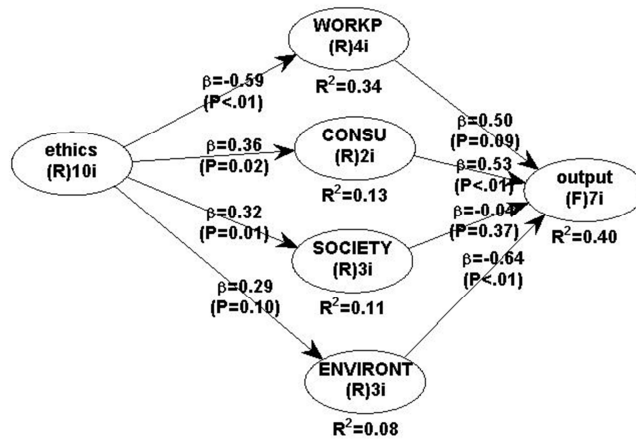 WORKP
(R)4i
R²=0.34
β=-0.59
(P<.01)
β=0.50
(P=0.09)
CONSU
(R)2i
R²=0.13
β=0.36
(P=0.02)
β=0.53
(P<.01)
ethics
(R)10i
output
(F)7i
R²=0.40
β=0.32
(P=0.01)
β=-0.04
(P=0.37)
SOCIETY
(R)3i
R²=0.11
β=0.29
(P=0.10)
β=-0.64
(P<.01)
ENVIRONT
(R)3i
R²=0.08